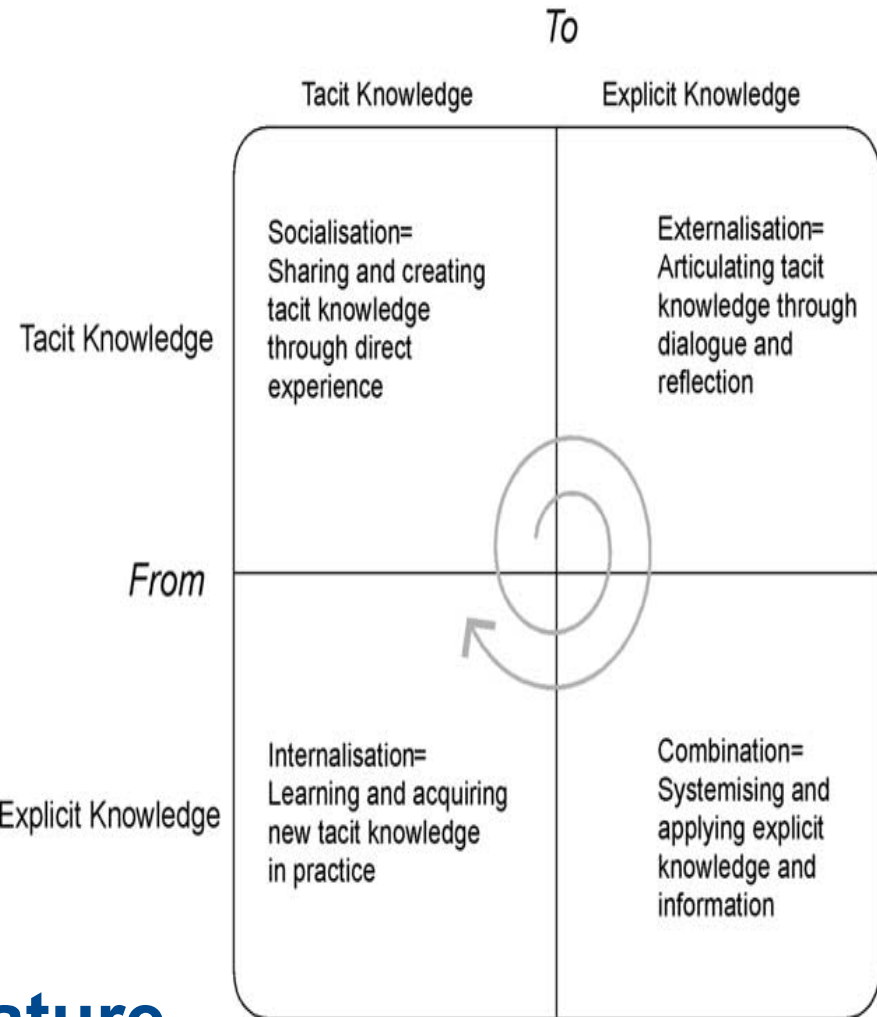 To
Tacit Knowledge
Explicit Knowledge
Tacit Knowledge
Socialisation=
Sharing and creating
tacit knowledge
through direct
experience
Externalisation=
Articulating tacit
knowledge through
dialogue and
reflection
From
Explicit Knowledge
Internalisation=
Learning and acquiring
new tacit knowledge
in practice
Combination=
Systemising and
applying explicit
knowledge and
information